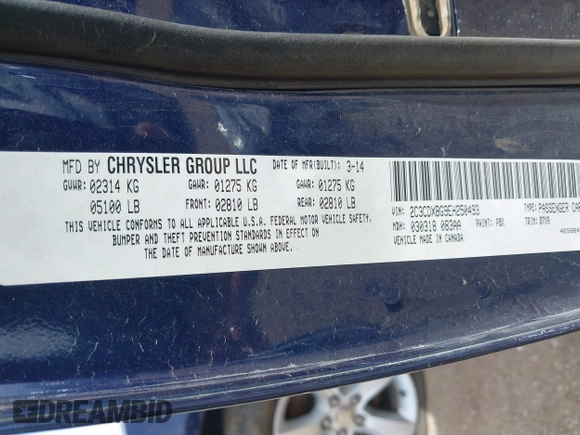 MFD BY CHRYSLER GROUP LLC DATE OF MFR(BUILT): 3-14
GVWR: 02314 KG GAWR: 01275 KG GAWR: 01275 KG
05100 LB FRONT: 02810 LB REAR: 02810 LB
THIS VEHICLE CONFORMS TO ALL APPLICABLE U.S.A. FEDERAL MOTOR VEHICLE SAFETY,
BUMPER AND THEFT PREVENTION STANDARDS IN EFFECT ON
THE DATE OF MANUFACTURE SHOWN ABOVE.
VIN: 2C3CDXBG9EH250493 TYPE: PASSENGER CAR
MDH: 030318 083AA PAINT: PBX TRIM: D7X9
VEHICLE MADE IN CANADA
DREAMBID